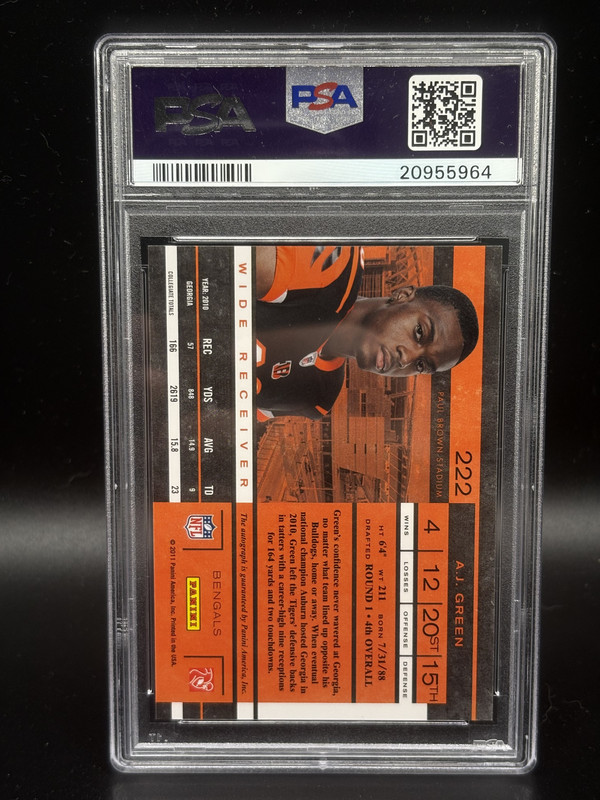 PSA
PSA
20955964
222
A.J. GREEN
PAUL BROWN STADIUM
4 12 20ST 15TH
WINS LOSSES OFFENSE DEFENSE
HT 6'4" WT 211 BORN 7/31/88
DRAFTED ROUND 1 • 4th OVERALL
WIDE RECEIVER
YEAR: 2010 REC YDS AVG TD
GEORGIA 57 848 14.9 9
COLLEGIATE TOTALS 166 2619 15.8 23
Green's confidence never wavered at Georgia,
no matter what team lined up opposite his
Bulldogs, home or away. When eventual
national champion Auburn hosted Georgia in
2010, Green left the Tigers' defensive backs
in tatters with a career-high nine receptions
for 164 yards and two touchdowns.
The autograph is guaranteed by Panini America, Inc.
NFL
BENGALS
PANINI
© 2011 Panini America, Inc. Printed in the USA.